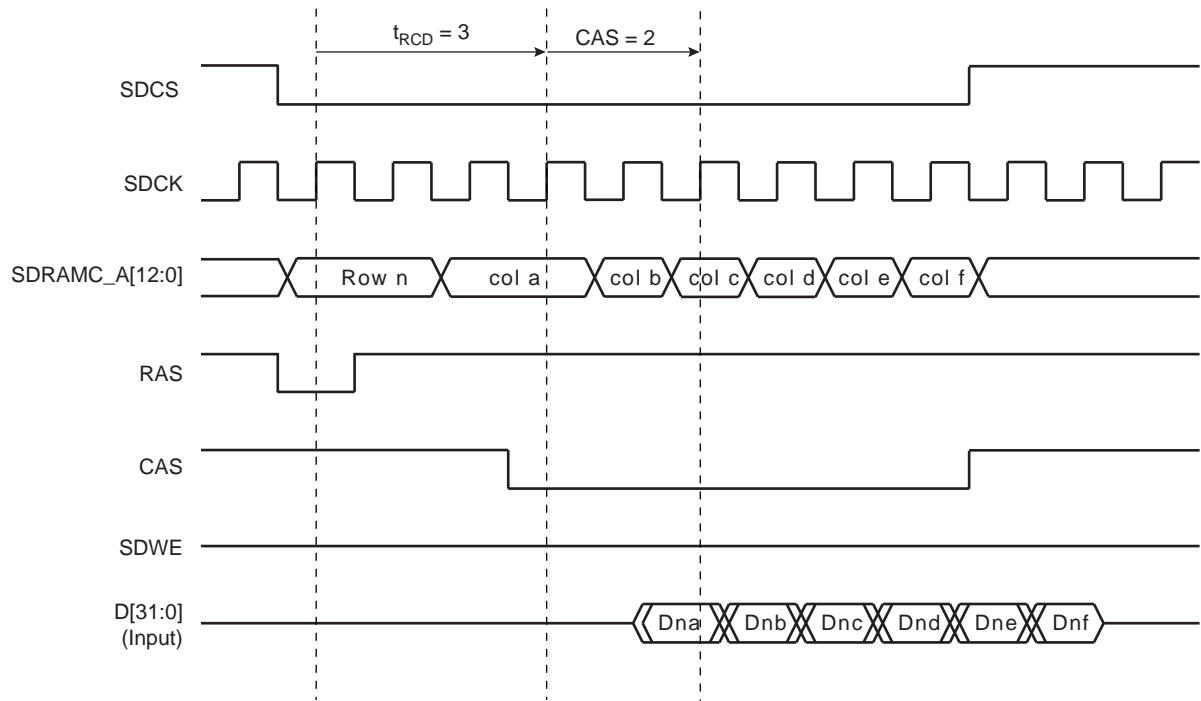 tRCD = 3
CAS = 2
SDCS
SDCK
SDRAMC_A[12:0]
Row n
col a
col b
col c
col d
col e
col f
RAS
CAS
SDWE
D[31:0]
(Input)
Dna
Dnb
Dnc
Dnd
Dne
Dnf